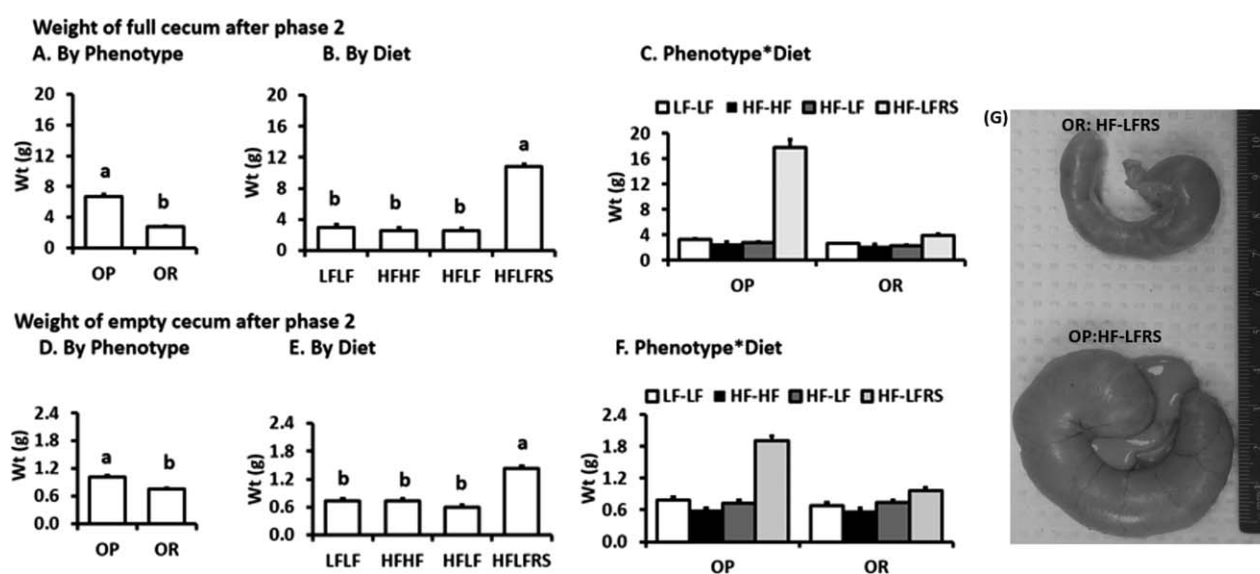 Weight of full cecum after phase 2
A. By Phenotype
B. By Diet
C. Phenotype*Diet
20
16
12
8
4
0
Wt (g)
a
b
OP
OR
20
16
12
8
4
0
Wt (g)
b
b
b
a
LFLF
HFHF
HFLF
HFLFRS
LF-LF
HF-HF
HF-LF
HF-LFRS
20
16
12
8
4
0
Wt (g)
OP
OR
(G)
OR: HF-LFRS
OP:HF-LFRS
Weight of empty cecum after phase 2
D. By Phenotype
E. By Diet
F. Phenotype*Diet
2.4
1.8
1.2
0.6
0.0
Wt (g)
a
b
OP
OR
2.4
1.8
1.2
0.6
0.0
Wt (g)
b
b
b
a
LFLF
HFHF
HFLF
HFLFRS
LF-LF
HF-HF
HF-LF
HF-LFRS
2.4
1.8
1.2
0.6
0.0
Wt (g)
OP
OR